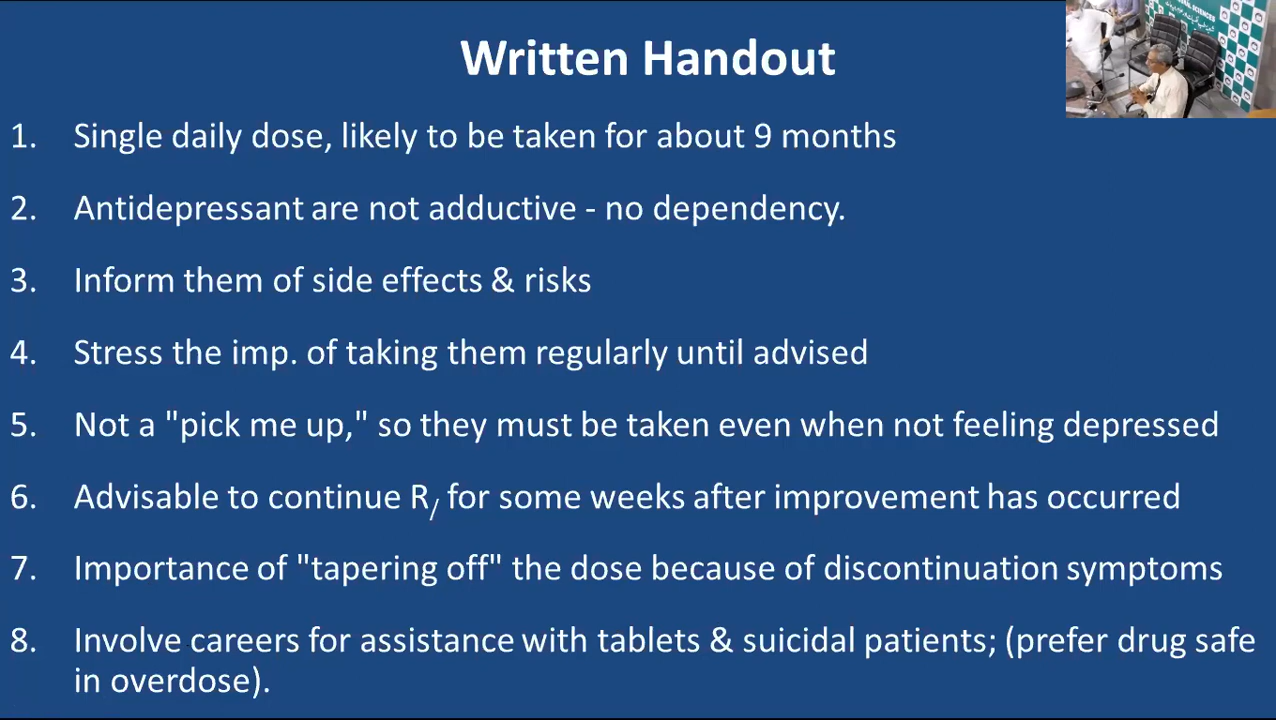 Written Handout
SCIENCES
1. Single daily dose, likely to be taken for about 9 months
2. Antidepressant are not adductive - no dependency.
3. Inform them of side effects & risks
4. Stress the imp. of taking them regularly until advised
5. Not a "pick me up," so they must be taken even when not feeling depressed
6. Advisable to continue R/ for some weeks after improvement has occurred
7. Importance of "tapering off" the dose because of discontinuation symptoms
8. Involve careers for assistance with tablets & suicidal patients; (prefer drug safe
in overdose).